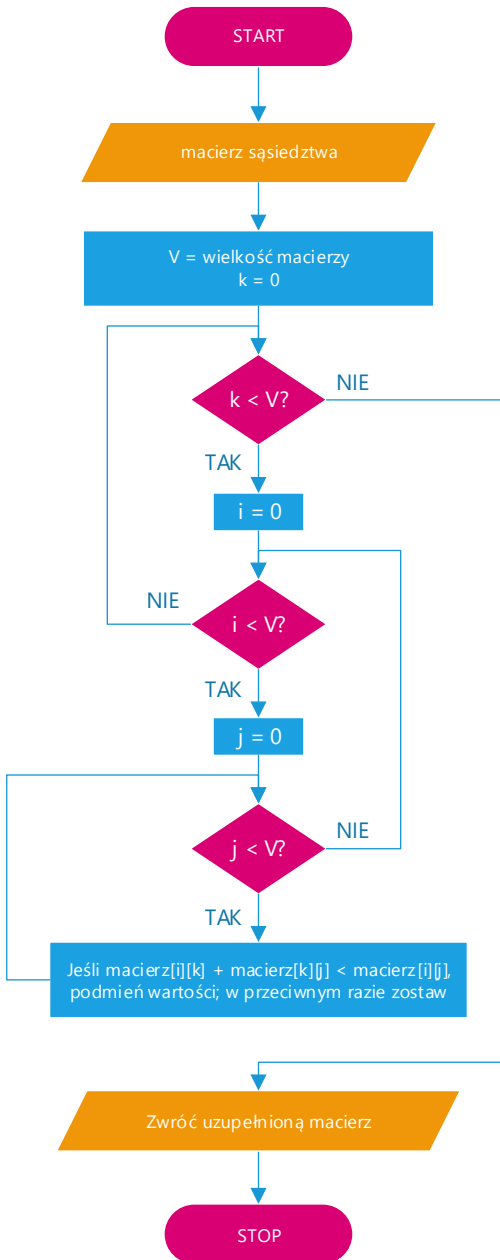 START
macierz sąsiedztwa
V = wielkość macierzy
k = 0
k < V?
NIE
TAK
i = 0
NIE
i < V?
TAK
j = 0
j < V?
NIE
TAK
Jeśli macierz[i][k] + macierz[k][j] < macierz[i][j],
podmień wartości; w przeciwnym razie zostaw
Zwróć uzupełnioną macierz
STOP